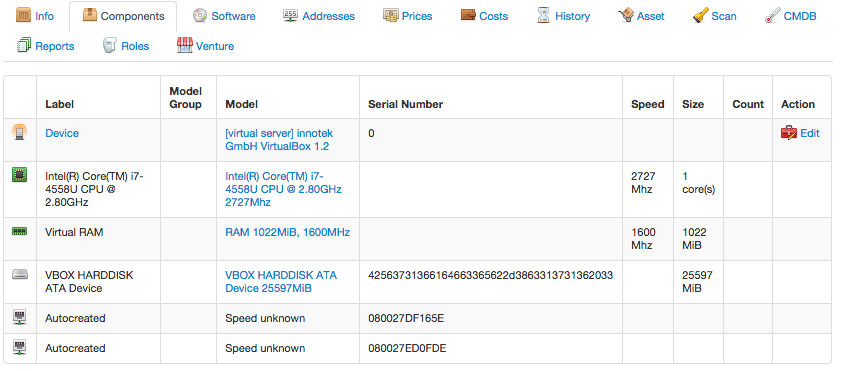 Info Components Software Addresses Prices Costs History Asset Scan CMDB
Reports Roles Venture
Label Model Group Model Serial Number Speed Size Count Action
Device [virtual server] innotek GmbH VirtualBox 1.2 0 Edit
Intel(R) Core(TM) i7-4558U CPU @ 2.80GHz Intel(R) Core(TM) i7-4558U CPU @ 2.80GHz 2727Mhz 2727 Mhz 1 core(s)
Virtual RAM RAM 1022MiB, 1600MHz 1600 Mhz 1022 MiB
VBOX HARDDISK ATA Device VBOX HARDDISK ATA Device 25597MiB 42563731366164663365622d3863313731362033 25597 MiB
Autocreated Speed unknown 080027DF165E
Autocreated Speed unknown 080027ED0FDE